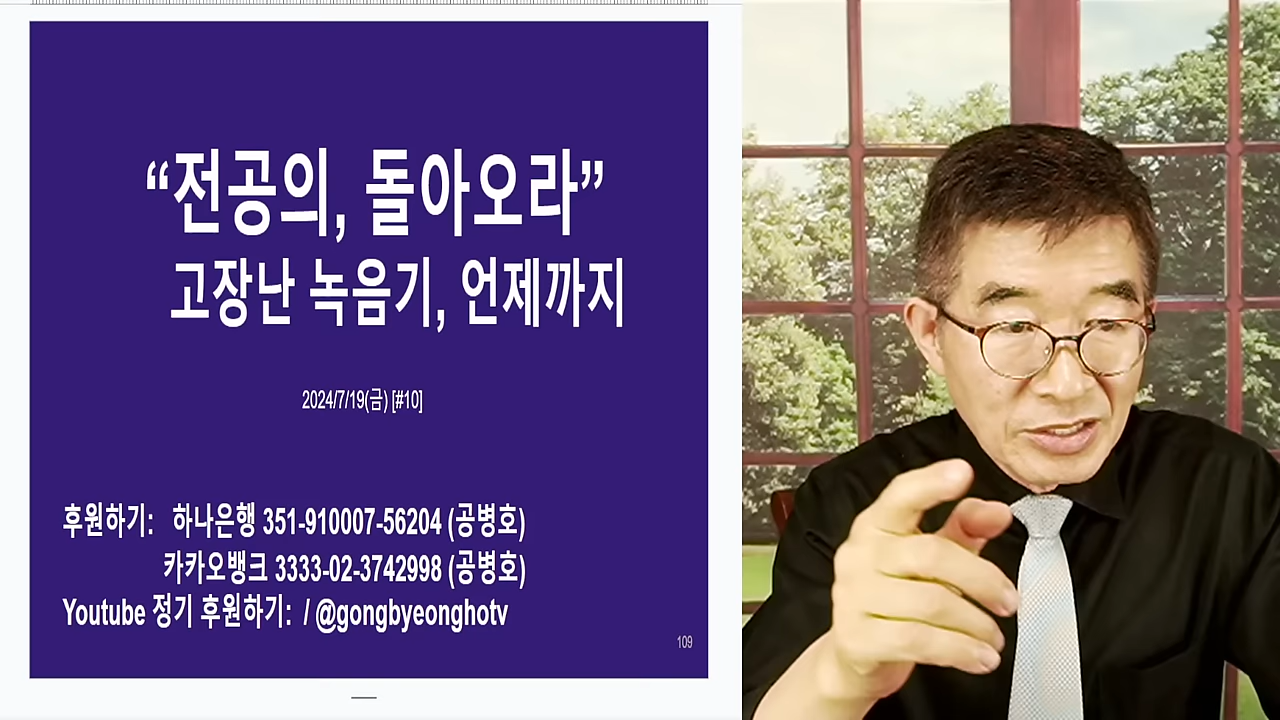 “전공의, 돌아오라”
고장난 녹음기, 언제까지
2024/7/19(금) [#10]
후원하기: 하나은행 351-910007-56204 (공병호)
카카오뱅크 3333-02-3742998 (공병호)
Youtube 정기 후원하기: / @gongbyeonghotv
109